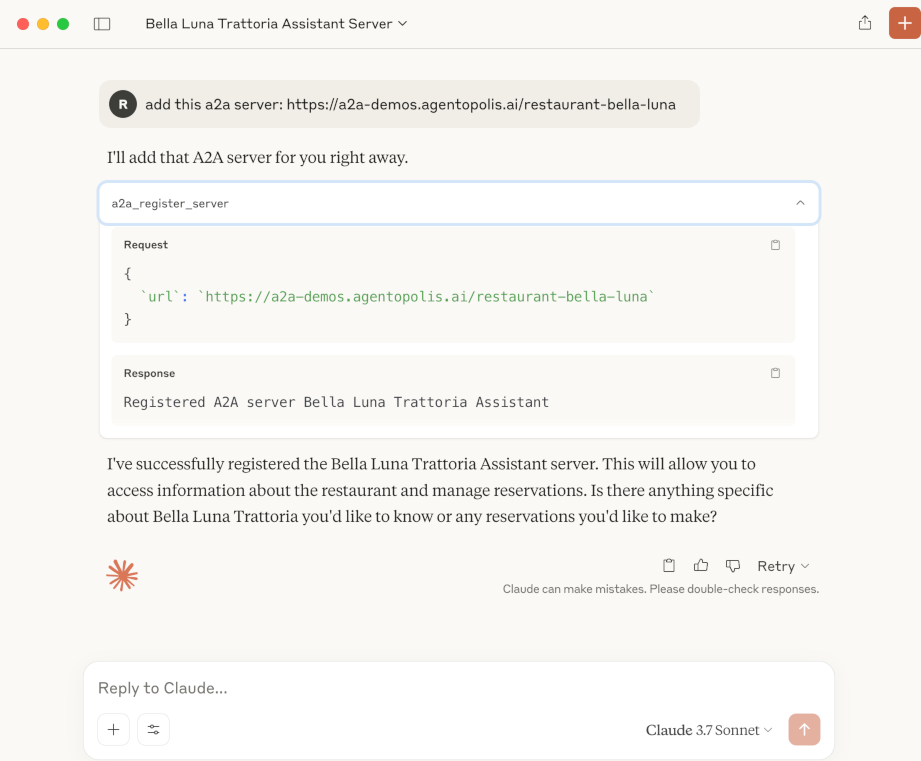 Bella Luna Trattoria Assistant Server
R
add this a2a server: https://a2a-demos.agentopolis.ai/restaurant-bella-luna
I'll add that A2A server for you right away.
a2a_register_server
Request
{
`url`: `https://a2a-demos.agentopolis.ai/restaurant-bella-luna`
}
Response
Registered A2A server Bella Luna Trattoria Assistant
I've successfully registered the Bella Luna Trattoria Assistant server. This will allow you to
access information about the restaurant and manage reservations. Is there anything specific
about Bella Luna Trattoria you'd like to know or any reservations you'd like to make?
Retry
Claude can make mistakes. Please double-check responses.
Reply to Claude...
Claude 3.7 Sonnet